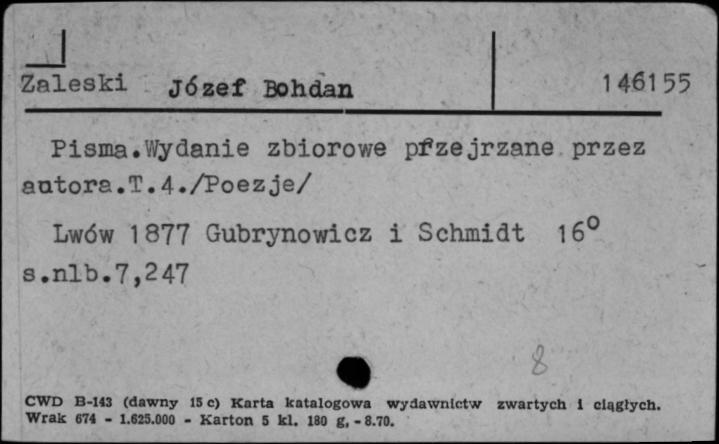 Zaleski Józef Bohdan 146155
Pisma.Wydanie zbiorowe przejrzane przez
autora.T.4./Poezje/
Lwów 1877 Gubrynowicz i Schmidt 16°
s.nlb.7,247
8
CWD B-143 (dawny 15 c) Karta katalogowa wydawnictw zwartych i ciągłych.
Wrak 674 - 1.625.000 - Karton 5 kl. 180 g, - 8.70.